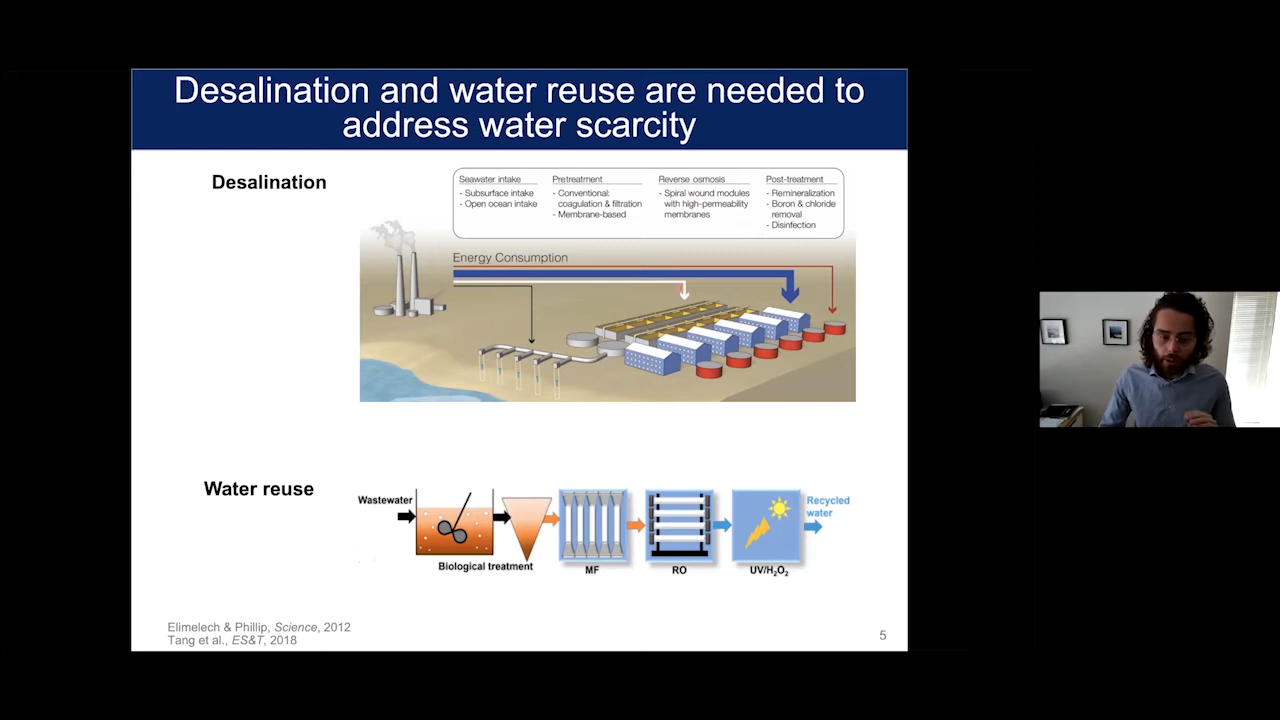 Desalination and water reuse are needed to
address water scarcity
Desalination
Seawater intake
- Subsurface intake
- Open ocean intake
Pretreatment
- Conventional:
coagulation & filtration
- Membrane-based
Reverse osmosis
- Spiral wound modules
with high-permeability
membranes
Post-treatment
- Remineralization
- Boron & chloride
removal
- Disinfection
Energy Consumption
Water reuse
Wastewater
Biological treatment
MF
RO
UV/H₂O₂
Recycled
water
Elimelech & Phillip, Science, 2012
Tang et al., ES&T, 2018
5